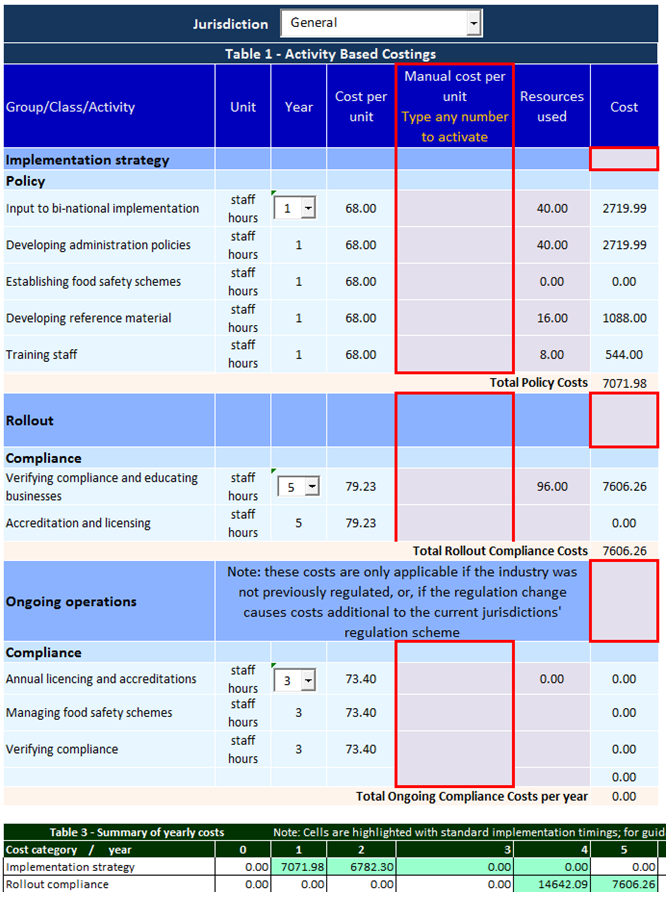 Jurisdiction General
Table 1 - Activity Based Costings
Group/Class/Activity Unit Year Cost per unit Manual cost per unit Type any number to activate Resources used Cost
Implementation strategy
Policy
Input to bi-national implementation staff hours 1 68.00 40.00 2719.99
Developing administration policies staff hours 1 68.00 40.00 2719.99
Establishing food safety schemes staff hours 1 68.00 0.00 0.00
Developing reference material staff hours 1 68.00 16.00 1088.00
Training staff staff hours 1 68.00 8.00 544.00
Total Policy Costs 7071.98
Rollout
Compliance
Verifying compliance and educating businesses staff hours 5 79.23 96.00 7606.26
Accreditation and licensing staff hours 5 79.23 0.00
Total Rollout Compliance Costs 7606.26
Ongoing operations Note: these costs are only applicable if the industry was not previously regulated, or, if the regulation change causes costs additional to the current jurisdictions' regulation scheme
Compliance
Annual licencing and accreditations staff hours 3 73.40 0.00 0.00
Managing food safety schemes staff hours 3 73.40 0.00
Verifying compliance staff hours 3 73.40 0.00
0.00
Total Ongoing Compliance Costs per year 0.00
Table 3 - Summary of yearly costs Note: Cells are highlighted with standard implementation timings; for guid
Cost category / year 0 1 2 3 4 5
Implementation strategy 0.00 7071.98 6782.30 0.00 0.00 0.00
Rollout compliance 0.00 0.00 0.00 0.00 14642.09 7606.26